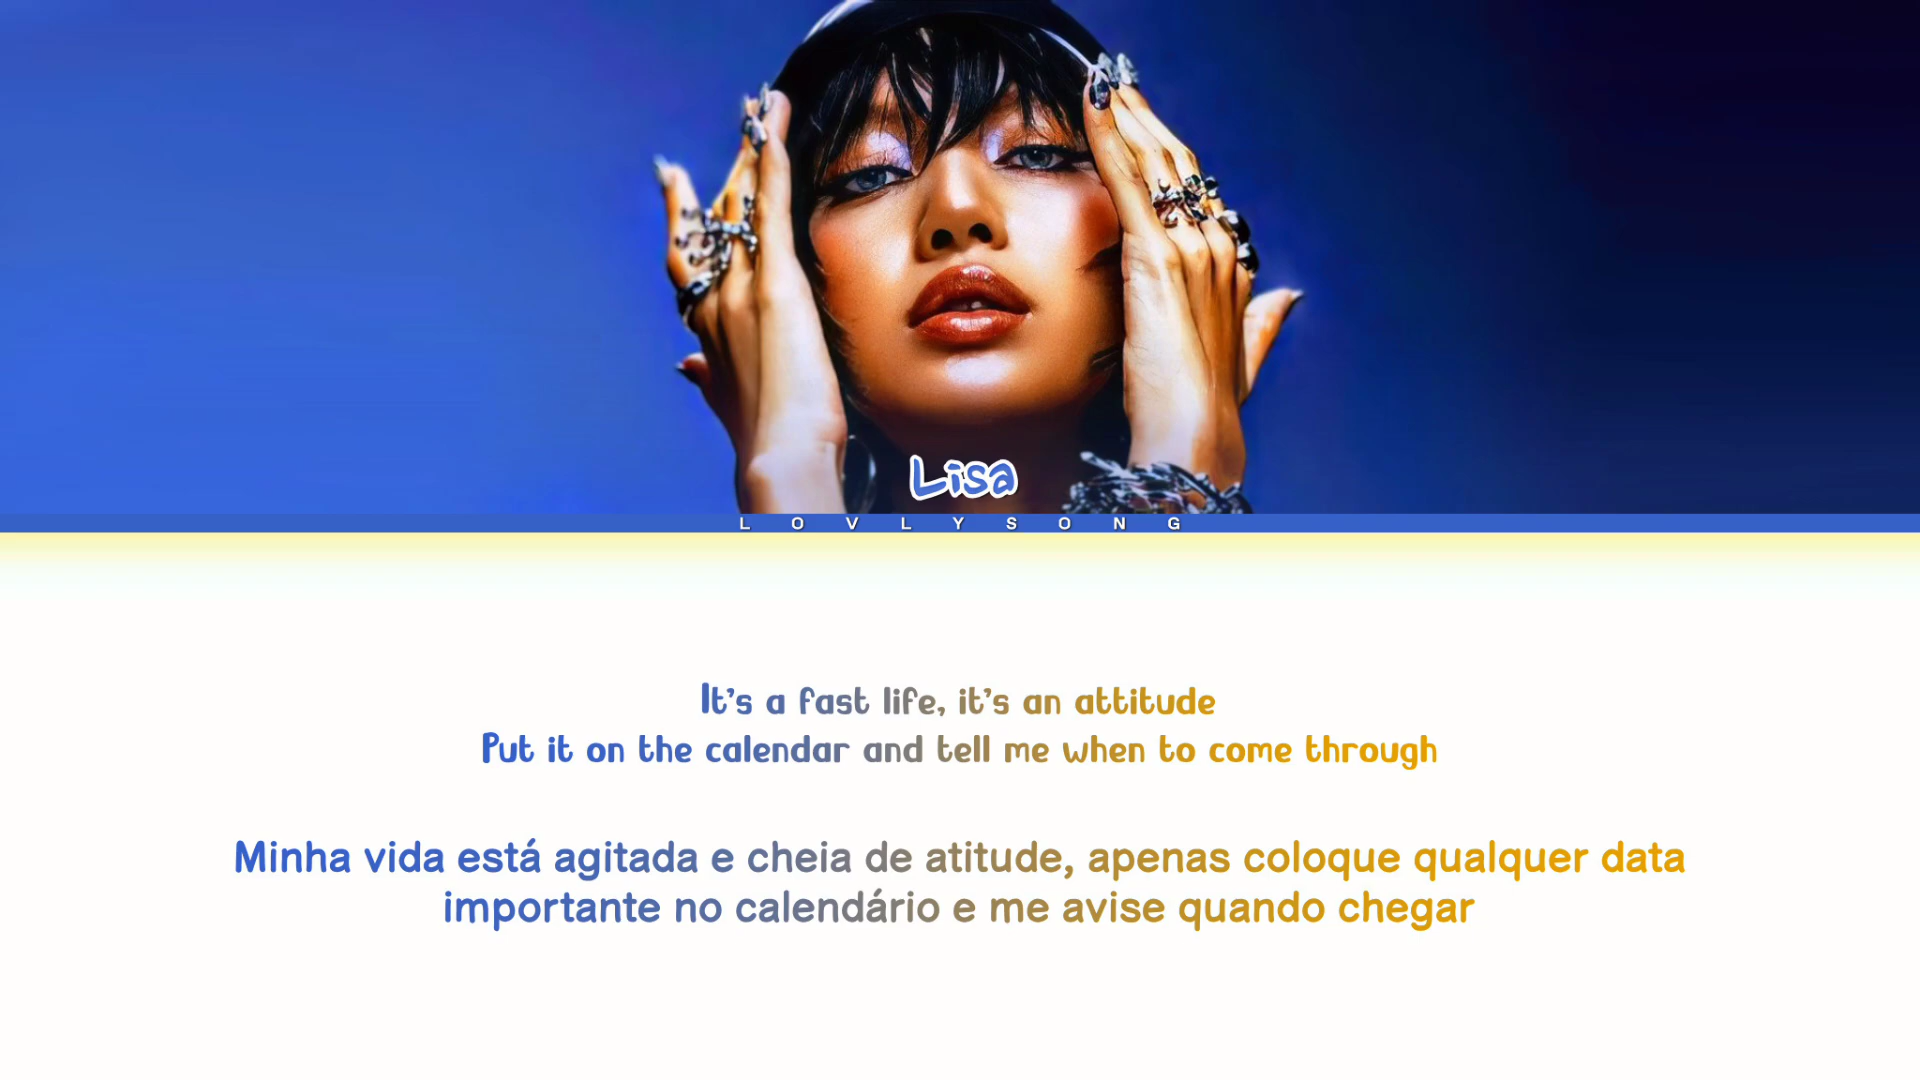 Lisa
LOVLYSONG
It's a fast life, it's an attitude
Put it on the calendar and tell me when to come through
Minha vida está agitada e cheia de atitude, apenas coloque qualquer data
importante no calendário e me avise quando chegar